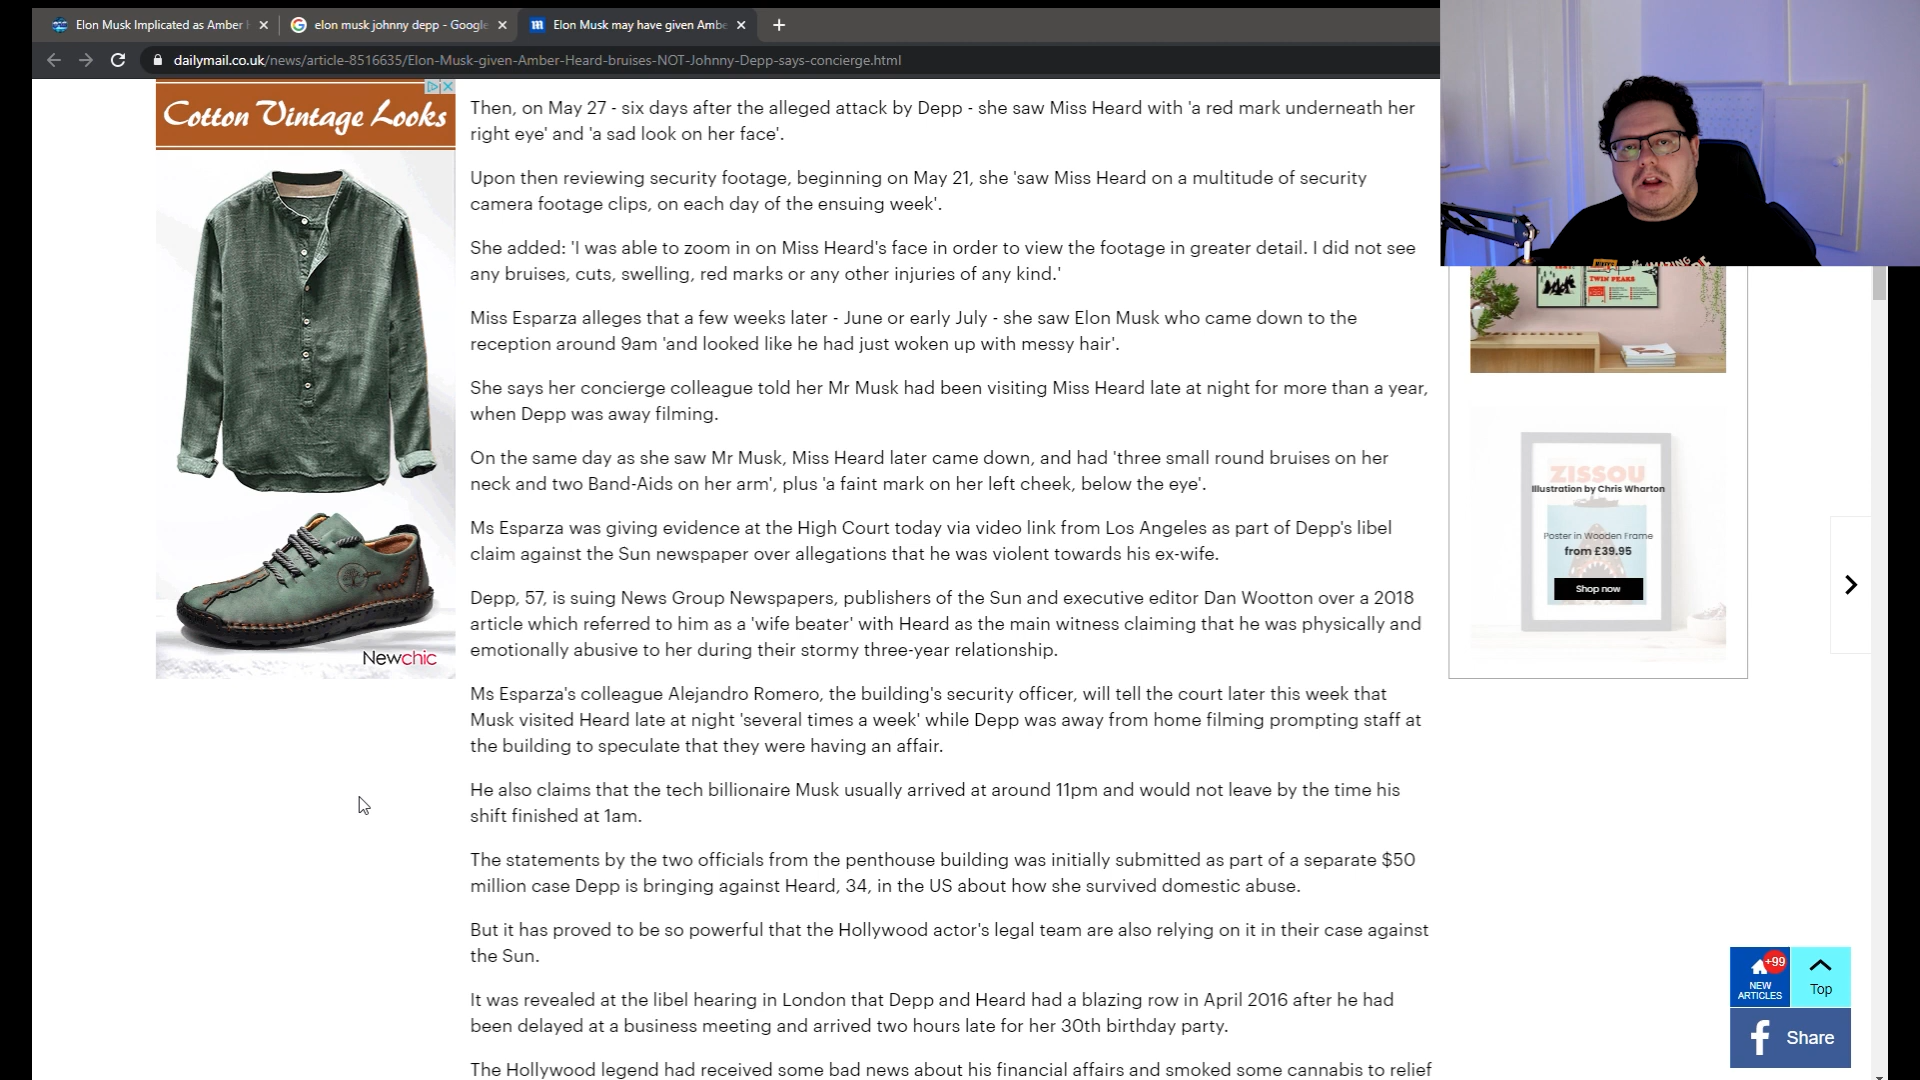 Elon Musk Implicated as Amber
elon musk johnny depp - Google
Elon Musk may have given Ambe
dailymail.co.uk/news/article-8516635/Elon-Musk-given-Amber-Heard-bruises-NOT-Johnny-Depp-says-concierge.html
Cotton Vintage Looks
Newchic
Then, on May 27 - six days after the alleged attack by Depp - she saw Miss Heard with 'a red mark underneath her
right eye' and 'a sad look on her face'.
Upon then reviewing security footage, beginning on May 21, she 'saw Miss Heard on a multitude of security
camera footage clips, on each day of the ensuing week'.
She added: 'I was able to zoom in on Miss Heard's face in order to view the footage in greater detail. I did not see
any bruises, cuts, swelling, red marks or any other injuries of any kind.'
Miss Esparza alleges that a few weeks later - June or early July - she saw Elon Musk who came down to the
reception around 9am 'and looked like he had just woken up with messy hair'.
She says her concierge colleague told her Mr Musk had been visiting Miss Heard late at night for more than a year,
when Depp was away filming.
On the same day as she saw Mr Musk, Miss Heard later came down, and had 'three small round bruises on her
neck and two Band-Aids on her arm', plus 'a faint mark on her left cheek, below the eye'.
Ms Esparza was giving evidence at the High Court today via video link from Los Angeles as part of Depp's libel
claim against the Sun newspaper over allegations that he was violent towards his ex-wife.
Depp, 57, is suing News Group Newspapers, publishers of the Sun and executive editor Dan Wootton over a 2018
article which referred to him as a 'wife beater' with Heard as the main witness claiming that he was physically and
emotionally abusive to her during their stormy three-year relationship.
Ms Esparza's colleague Alejandro Romero, the building's security officer, will tell the court later this week that
Musk visited Heard late at night 'several times a week' while Depp was away from home filming prompting staff at
the building to speculate that they were having an affair.
He also claims that the tech billionaire Musk usually arrived at around 11pm and would not leave by the time his
shift finished at 1am.
The statements by the two officials from the penthouse building was initially submitted as part of a separate $50
million case Depp is bringing against Heard, 34, in the US about how she survived domestic abuse.
But it has proved to be so powerful that the Hollywood actor's legal team are also relying on it in their case against
the Sun.
It was revealed at the libel hearing in London that Depp and Heard had a blazing row in April 2016 after he had
been delayed at a business meeting and arrived two hours late for her 30th birthday party.
The Hollywood legend had received some bad news about his financial affairs and smoked some cannabis to relief
AMAZING
TWIN PEAKS
ZISSOU
Illustration by Chris Wharton
Poster in Wooden Frame
from £39.95
Shop now
+99
NEW
ARTICLES
Top
Share